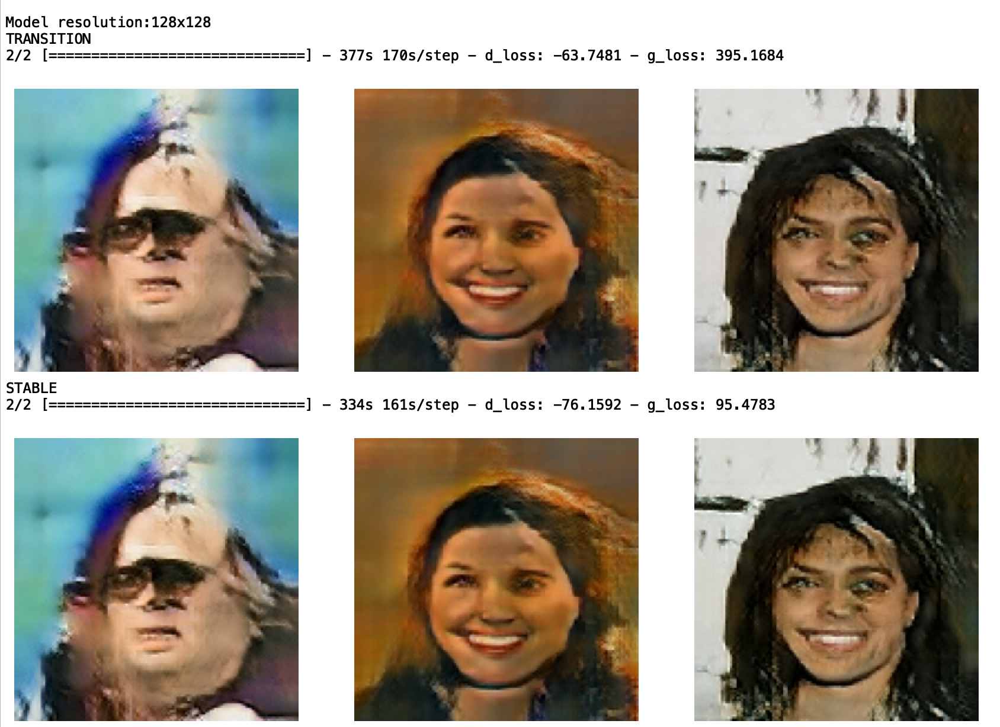 Model resolution:128x128
TRANSITION
2/2 [==============================] - 377s 170s/step - d_loss: -63.7481 - g_loss: 395.1684
STABLE
2/2 [==============================] - 334s 161s/step - d_loss: -76.1592 - g_loss: 95.4783